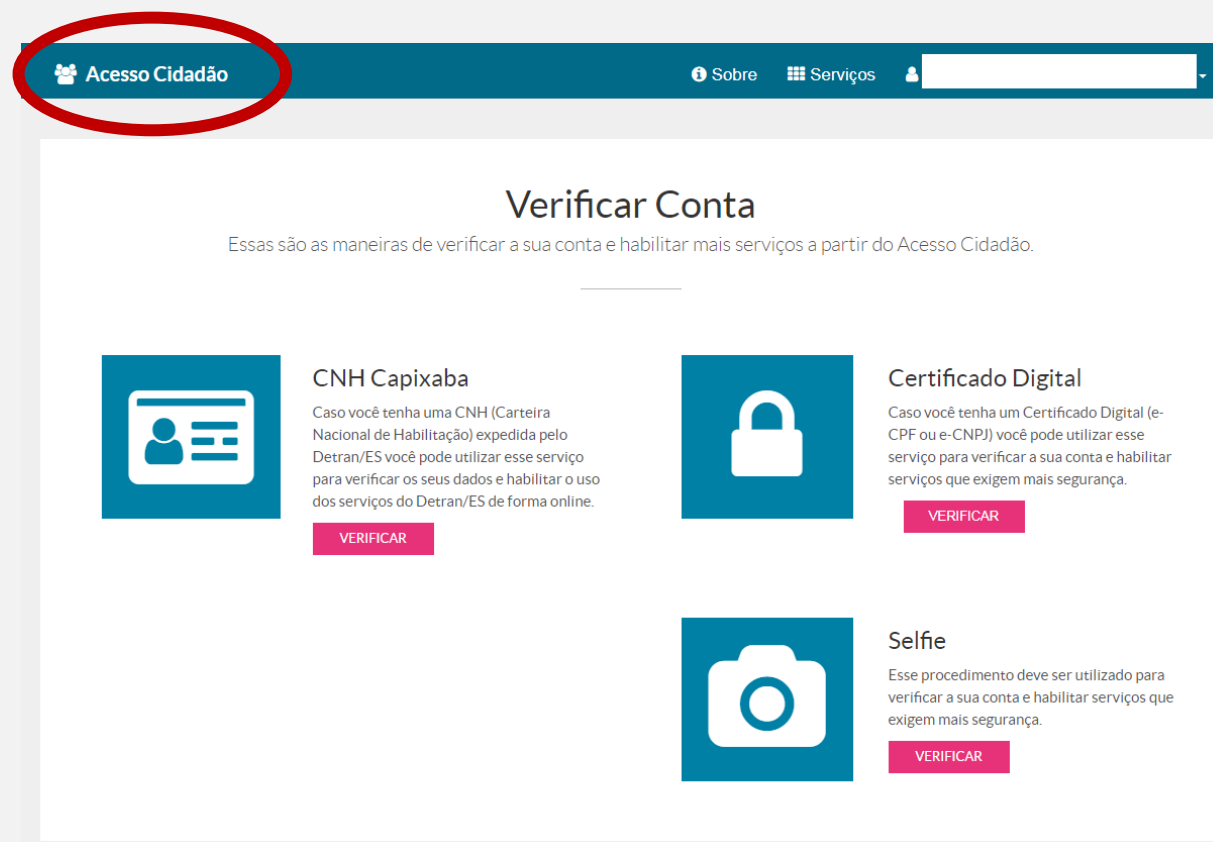 Acesso Cidadão
Sobre
Serviços
Verificar Conta
Essas são as maneiras de verificar a sua conta e habilitar mais serviços a partir do Acesso Cidadão.
CNH Capixaba
Caso você tenha uma CNH (Carteira
Nacional de Habilitação) expedida pelo
Detran/ES você pode utilizar esse serviço
para verificar os seus dados e habilitar o uso
dos serviços do Detran/ES de forma online.
VERIFICAR
Certificado Digital
Caso você tenha um Certificado Digital (e-
CPF ou e-CNPJ) você pode utilizar esse
serviço para verificar a sua conta e habilitar
serviços que exigem mais segurança.
VERIFICAR
Selfie
Esse procedimento deve ser utilizado para
verificar a sua conta e habilitar serviços que
exigem mais segurança.
VERIFICAR